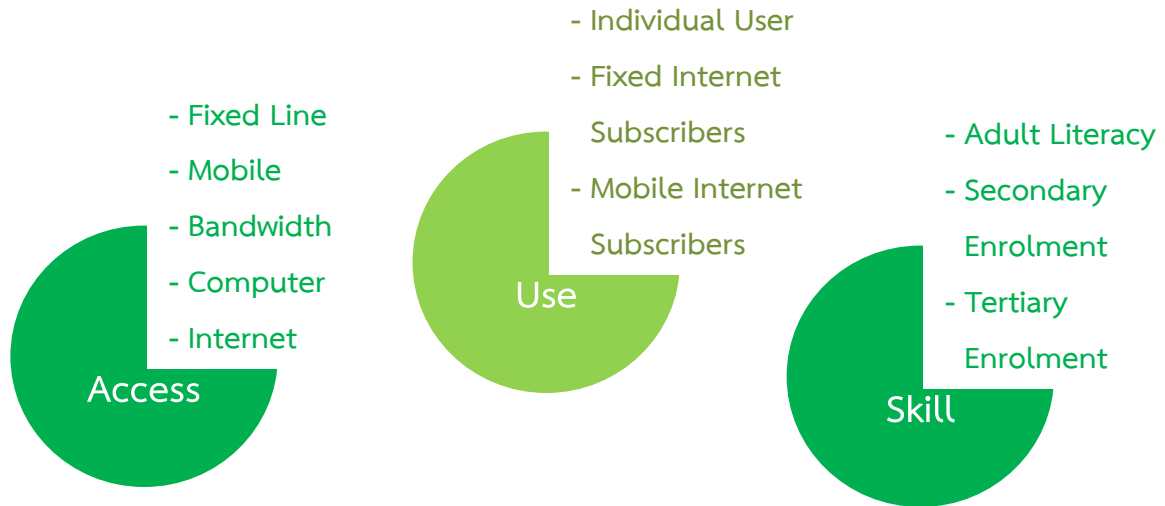 - Fixed Line
- Mobile
- Bandwidth
- Computer
- Internet
Access
- Individual User
- Fixed Internet
Subscribers
- Mobile Internet
Subscribers
Use
- Adult Literacy
- Secondary
Enrolment
- Tertiary
Enrolment
Skill